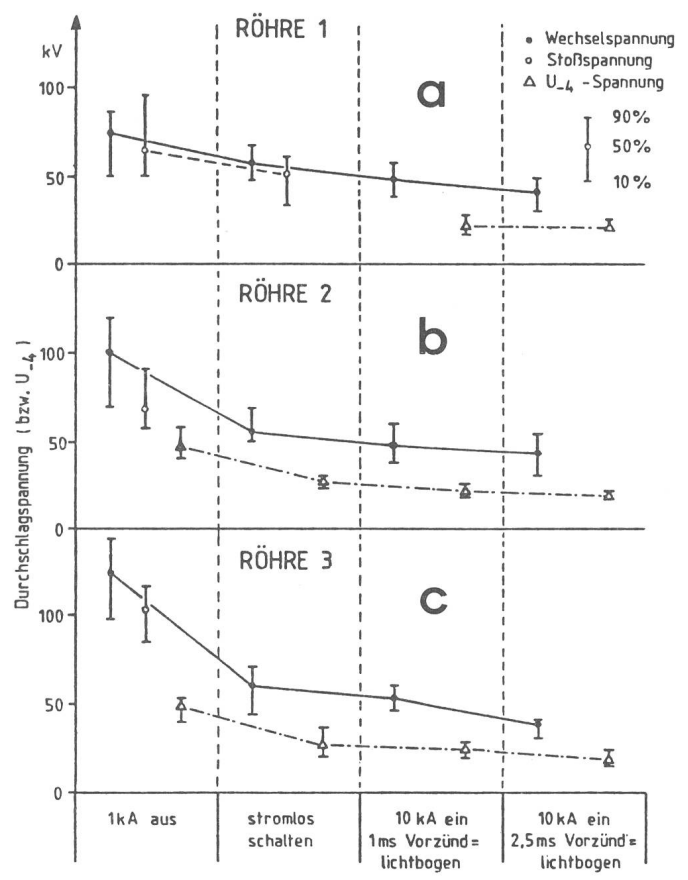 RÖHRE 1
kV
• Wechselspannung
○ Stoßspannung
△ U₋₄ -Spannung
90%
50%
10%
a
100
50
0
RÖHRE 2
b
100
50
0
Durchschlagspannung (bzw. U₋₄)
RÖHRE 3
c
100
50
0
1kA aus
stromlos
schalten
10 kA ein
1ms Vorzünd=
lichtbogen
10 kA ein
2,5ms Vorzünd=
lichtbogen